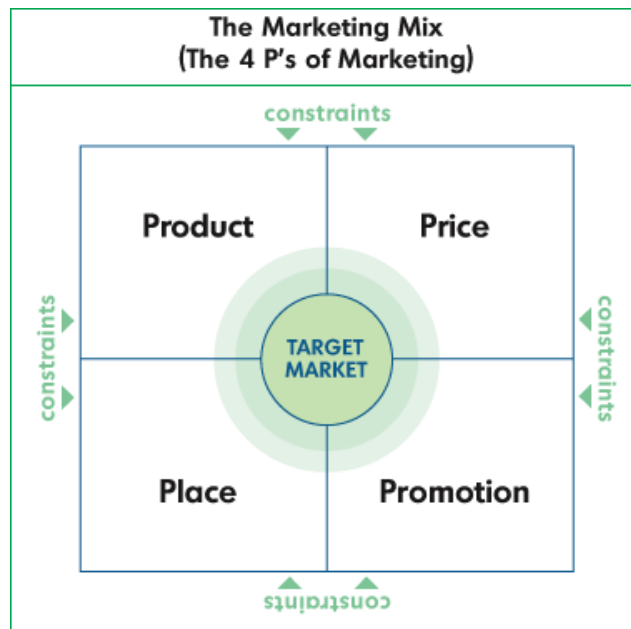 The Marketing Mix
(The 4 P's of Marketing)
constraints
Product
Price
constraints
TARGET
MARKET
constraints
Place
Promotion
constraints